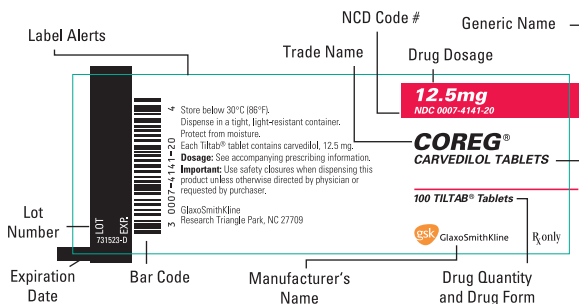 NCD Code #
Generic Name
Label Alerts
Trade Name
Drug Dosage
12.5mg
NDC 0007-4141-20
COREG®
CARVEDILOL TABLETS
100 TILTAB® Tablets
gsk GlaxoSmithKline
Rx only
Store below 30°C (86°F).
Dispense in a tight, light-resistant container.
Protect from moisture.
Each Tiltab® tablet contains carvedilol, 12.5 mg.
Dosage: See accompanying prescribing information.
Important: Use safety closures when dispensing this
product unless otherwise directed by physician or
requested by purchaser.
GlaxoSmithKline
Research Triangle Park, NC 27709
3 0007-4141-20 4
LOT
EXP.
731523-D
Lot
Number
Expiration
Date
Bar Code
Manufacturer's
Name
Drug Quantity
and Drug Form